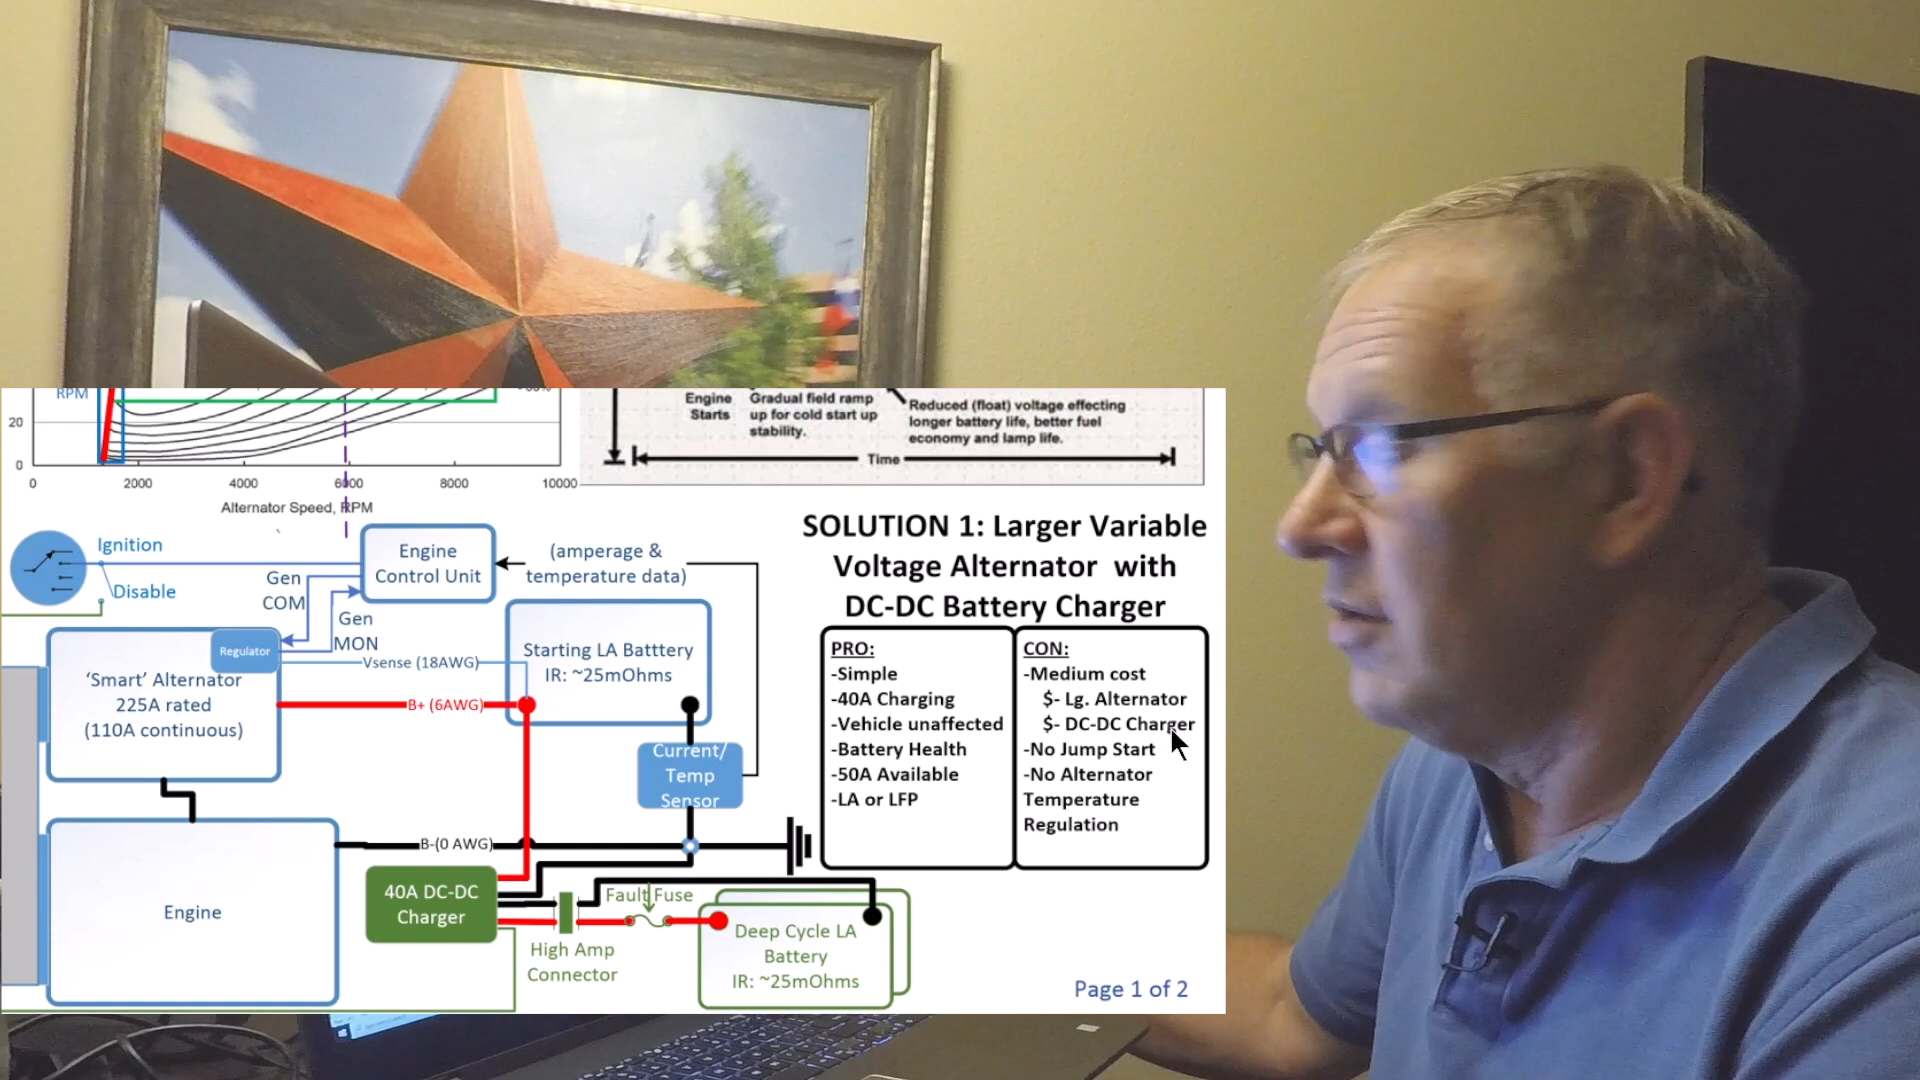 RPM
20
0
0
2000
4000
6000
8000
10000
Alternator Speed, RPM
Engine
Starts
Gradual field ramp
up for cold start up
stability.
Reduced (float) voltage effecting
longer battery life, better fuel
economy and lamp life.
Time
Ignition
Disable
Gen
COM
Gen
MON
Engine
Control Unit
(amperage &
temperature data)
Regulator
Vsense (18AWG)
'Smart' Alternator
225A rated
(110A continuous)
B+ (6AWG)
Starting LA Batttery
IR: ~25mOhms
Current/
Temp
Sensor
B-(0 AWG)
Engine
40A DC-DC
Charger
High Amp
Connector
Fault Fuse
Deep Cycle LA
Battery
IR: ~25mOhms
SOLUTION 1: Larger Variable
Voltage Alternator with
DC-DC Battery Charger
PRO:
-Simple
-40A Charging
-Vehicle unaffected
-Battery Health
-50A Available
-LA or LFP
CON:
-Medium cost
$- Lg. Alternator
$- DC-DC Charger
-No Jump Start
-No Alternator
Temperature
Regulation
Page 1 of 2